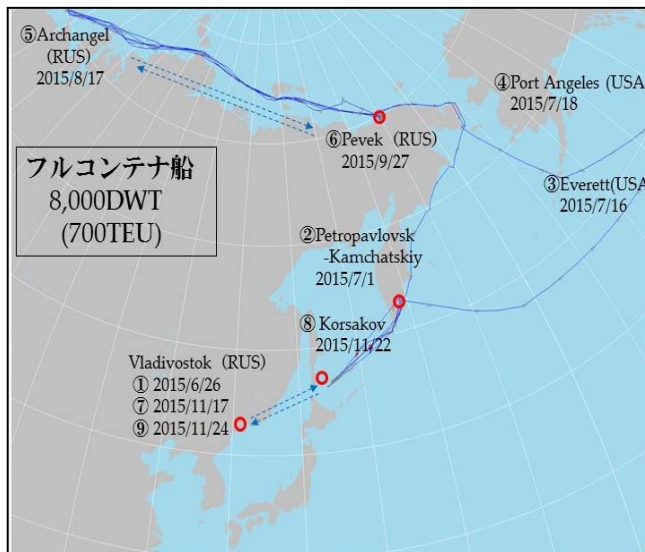 ⑤Archangel
(RUS)
2015/8/17
④Port Angeles (USA
2015/7/18
⑥Pevek (RUS)
2015/9/27
フルコンテナ船
8,000DWT
(700TEU)
③Everett(USA
2015/7/16
②Petropavlovsk
-Kamchatskiy
2015/7/1
⑧ Korsakov
2015/11/22
Vladivostok (RUS)
① 2015/6/26
⑦ 2015/11/17
⑨ 2015/11/24